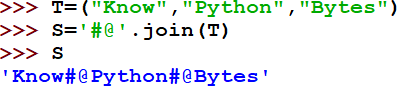 >>> T=("Know","Python","Bytes")
>>> S='#@'.join(T)
>>> S
'Know#@Python#@Bytes'